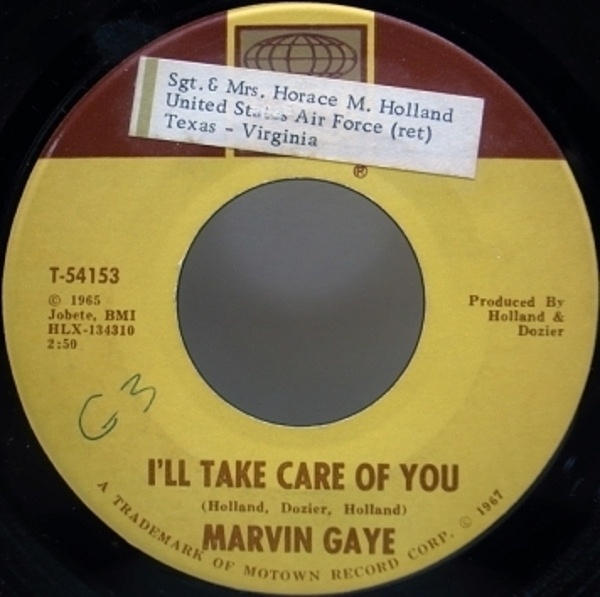 Sgt. & Mrs. Horace M. Holland
United States Air Force (ret)
Texas - Virginia
®
T-54153
© 1965
Jobete, BMI
HLX-134310
2:50
Produced By
Holland &
Dozier
G3
I'LL TAKE CARE OF YOU
(Holland, Dozier, Holland)
MARVIN GAYE
A TRADEMARK OF MOTOWN RECORD CORP. © 1967